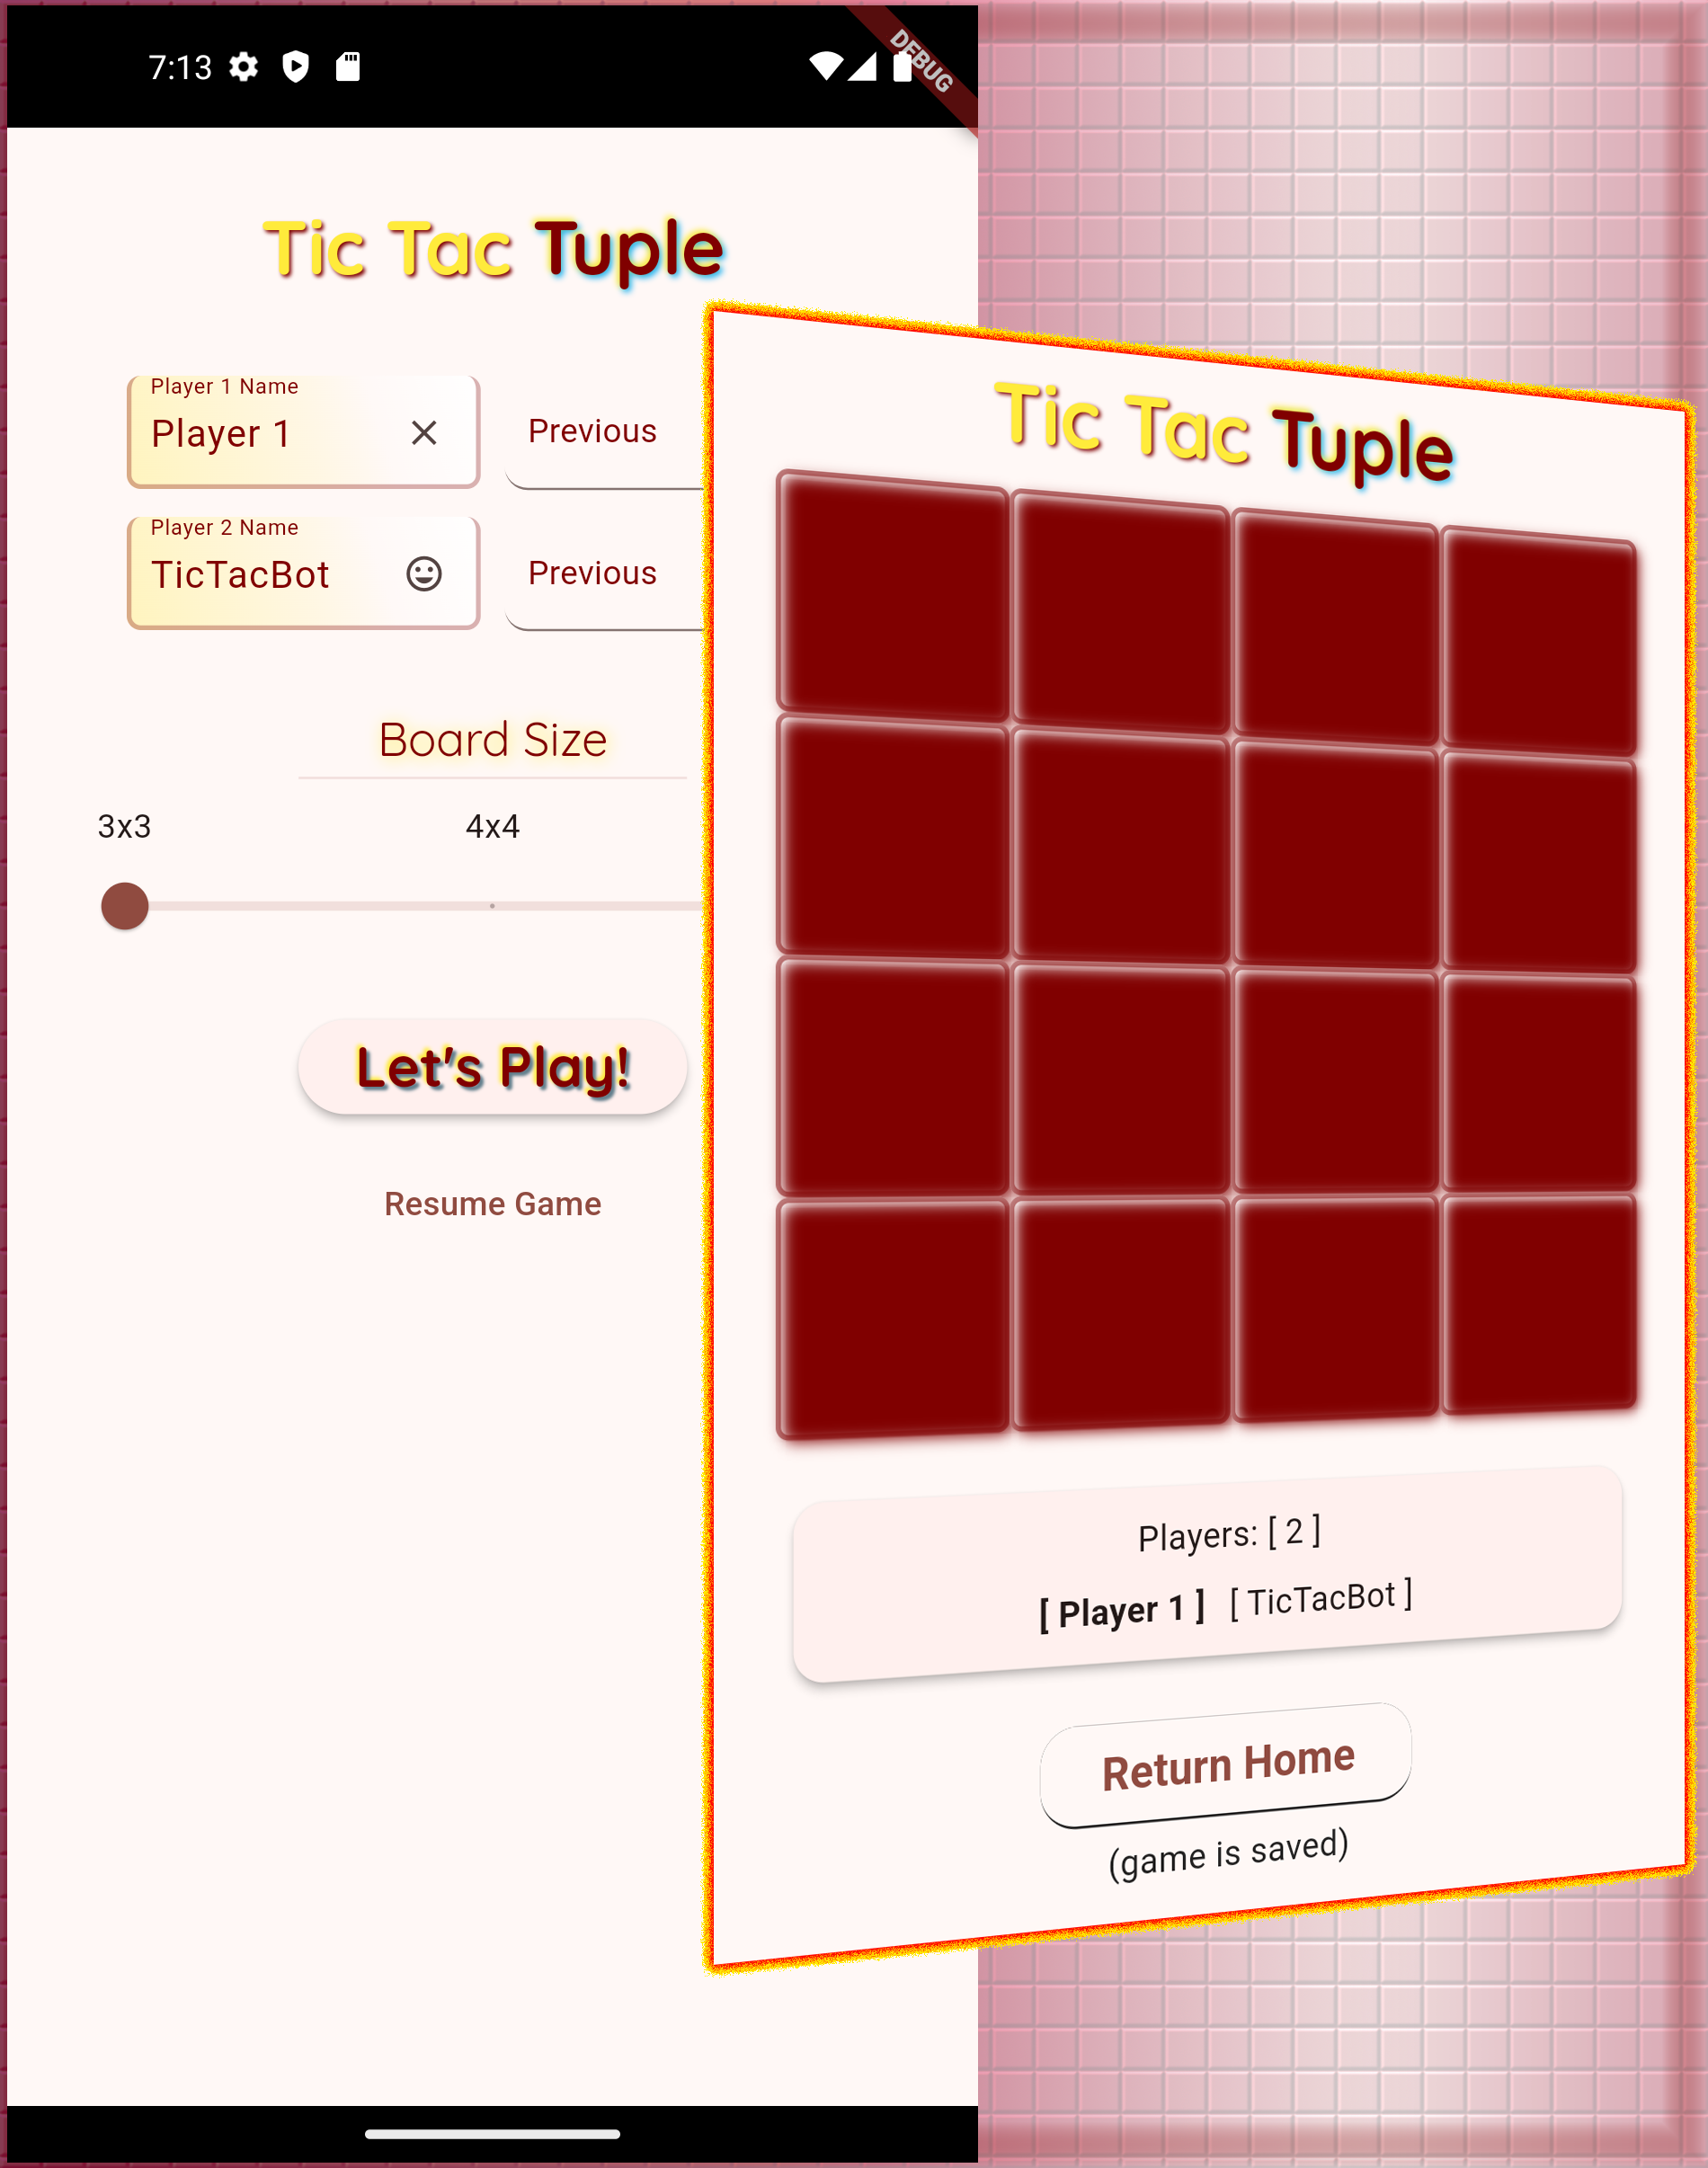 7:13
DEBUG
Tic Tac Tuple
Player 1 Name
Player 1
Previous
Player 2 Name
TicTacBot
Previous
Board Size
3x3 4x4
Let's Play!
Resume Game
Tic Tac Tuple
Players: [ 2 ]
[ Player 1 ] [ TicTacBot ]
Return Home
(game is saved)